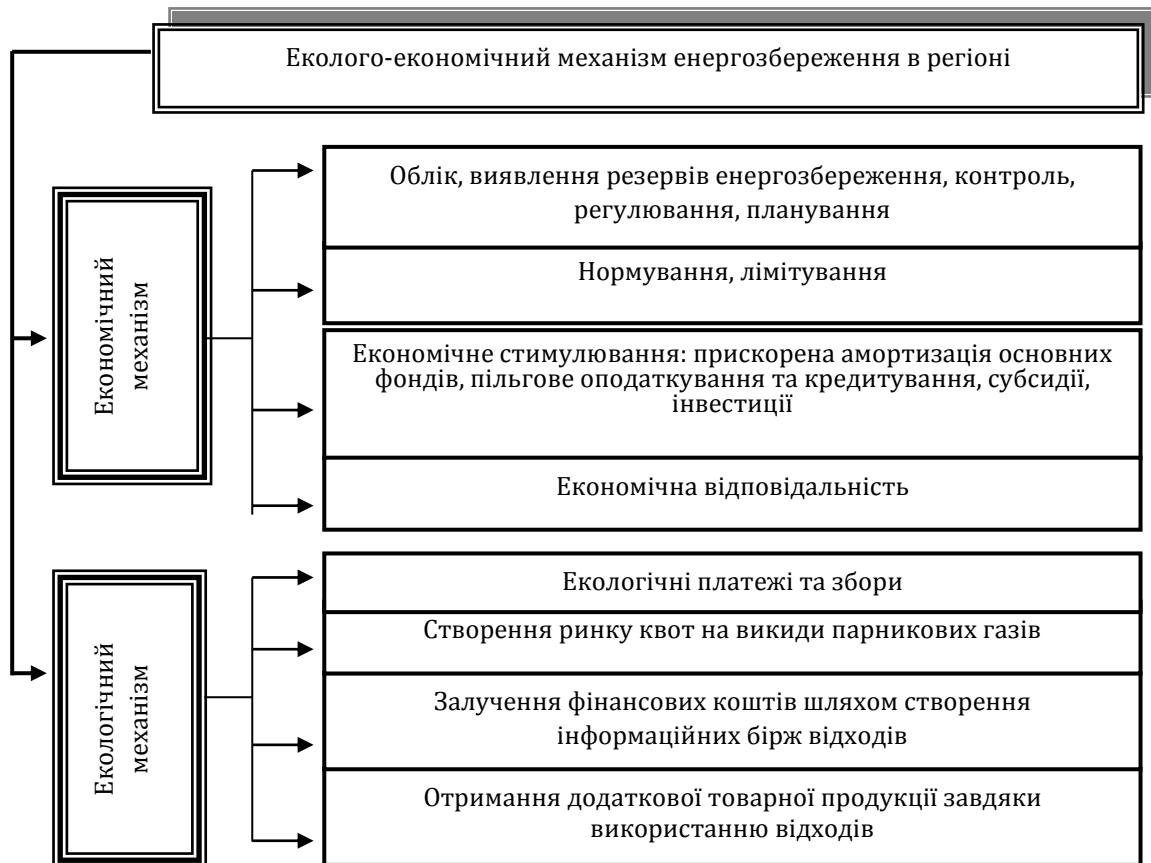 Еколого-економічний механізм енергозбереження в регіоні
Економічний
механізм
Облік, виявлення резервів енергозбереження, контроль,
регулювання, планування
Нормування, лімітування
Економічне стимулювання: прискорена амортизація основних
фондів, пільгове оподаткування та кредитування, субсидії,
інвестиції
Економічна відповідальність
Екологічний
механізм
Екологічні платежі та збори
Створення ринку квот на викиди парникових газів
Залучення фінансових коштів шляхом створення
інформаційних бірж відходів
Отримання додаткової товарної продукції завдяки
використанню відходів